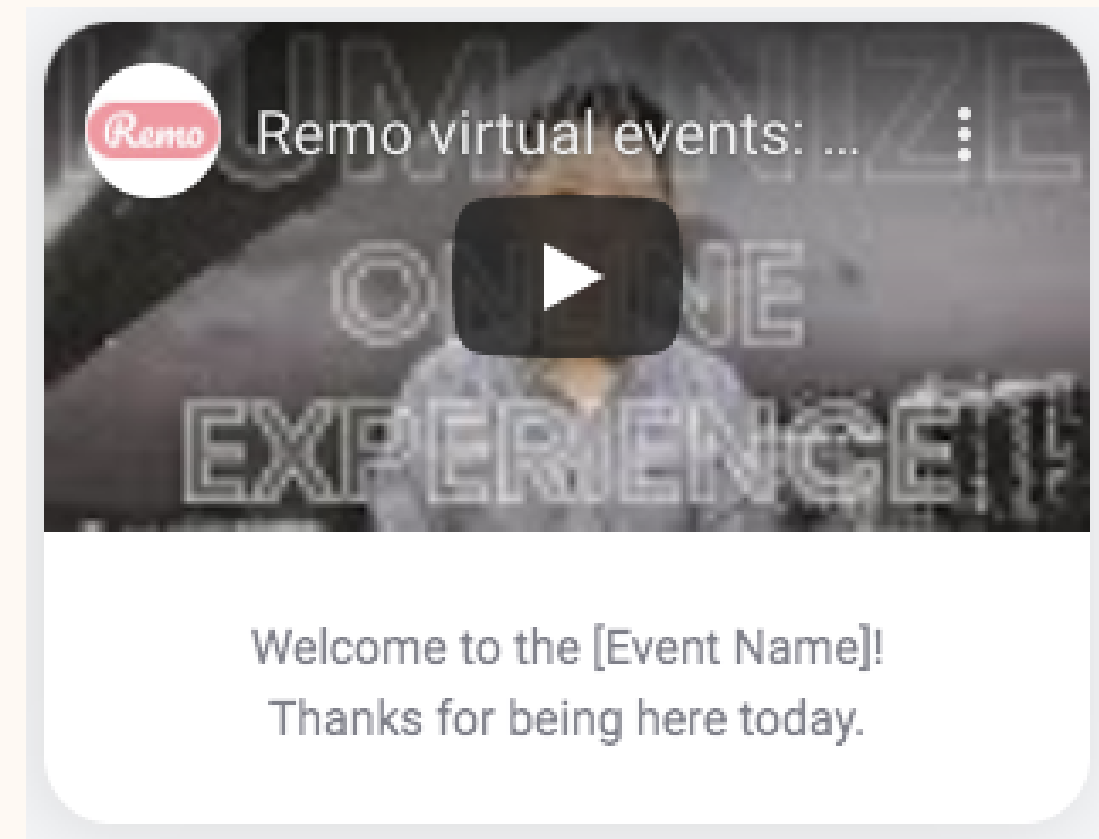 HUMANIZE
Remo
Remo virtual events: ...
ONLINE
EXPERIENCE!
Welcome to the [Event Name]!
Thanks for being here today.